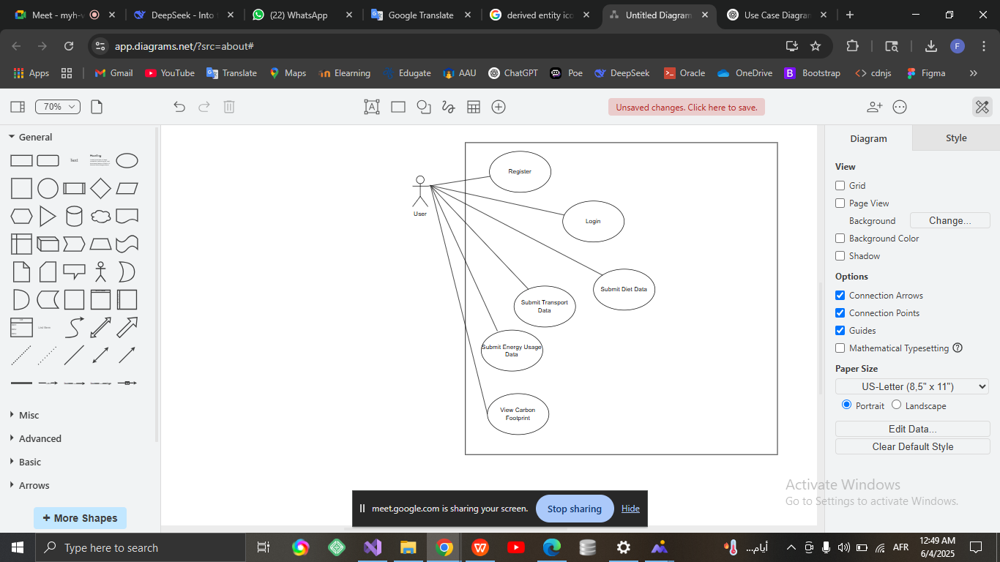 Meet - myh-v
DeepSeek - Into
(22) WhatsApp
Google Translate
derived entity ico
Untitled Diagram
Use Case Diagram
app.diagrams.net/?src=about#
F
Apps
Gmail
YouTube
Translate
Maps
Elearning
Edugate
AAU
ChatGPT
Poe
DeepSeek
Oracle
OneDrive
Bootstrap
cdnjs
Figma
70%
Unsaved changes. Click here to save.
General
Text
Heading
List Item
Misc
Advanced
Basic
Arrows
+ More Shapes
User
Register
Login
Submit Diet Data
Submit Transport
Data
Submit Energy Usage
Data
View Carbon
Footprint
Diagram
Style
View
Grid
Page View
Background
Change...
Background Color
Shadow
Options
Connection Arrows
Connection Points
Guides
Mathematical Typesetting
Paper Size
US-Letter (8,5" x 11")
Portrait
Landscape
Edit Data...
Clear Default Style
Activate Windows
Go to Settings to activate Windows.
meet.google.com is sharing your screen.
Stop sharing
Hide
Type here to search
أيام...
AFR
12:49 AM
6/4/2025